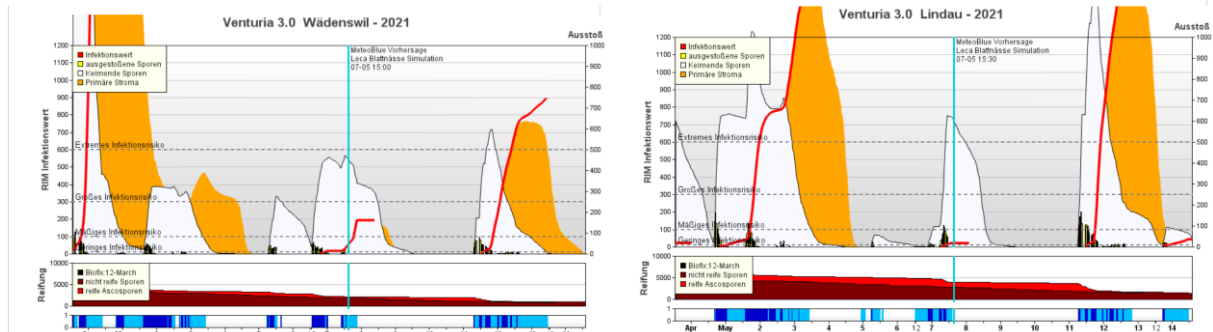 Venturia 3.0 Wädenswil - 2021
Ausstoß
1200
1100
1000
900
800
700
600
500
400
300
200
100
0
RIM Infektionswert
Infektionswert
ausgestoßene Sporen
Keimende Sporen
Primäre Stroma
MeteoBlue Vorhersage
Leca Blattnässe Simulation
07-05 15:00
Extremes Infektionsrisiko
Großes Infektionsrisiko
Mäßiges Infektionsrisiko
Geringes Infektionsrisiko
1000
900
800
700
600
500
400
300
200
100
0
10000
5000
0
Reifung
Biofix:12-March
nicht reife Sporen
reife Ascosporen
1
0
Venturia 3.0 Lindau - 2021
Ausstoß
1200
1100
1000
900
800
700
600
500
400
300
200
100
0
RIM Infektionswert
Infektionswert
ausgestoßene Sporen
Keimende Sporen
Primäre Stroma
MeteoBlue Vorhersage
Leca Blattnässe Simulation
07-05 15:30
Extremes Infektionsrisiko
Großes Infektionsrisiko
Mäßiges Infektionsrisiko
Geringes Infektionsrisiko
1000
900
800
700
600
500
400
300
200
100
0
10000
5000
0
Reifung
Biofix:12-March
nicht reife Sporen
reife Ascosporen
1
0
Apr May 2 3 4 5 6 12 7 8 9 10 11 12 13 12 14